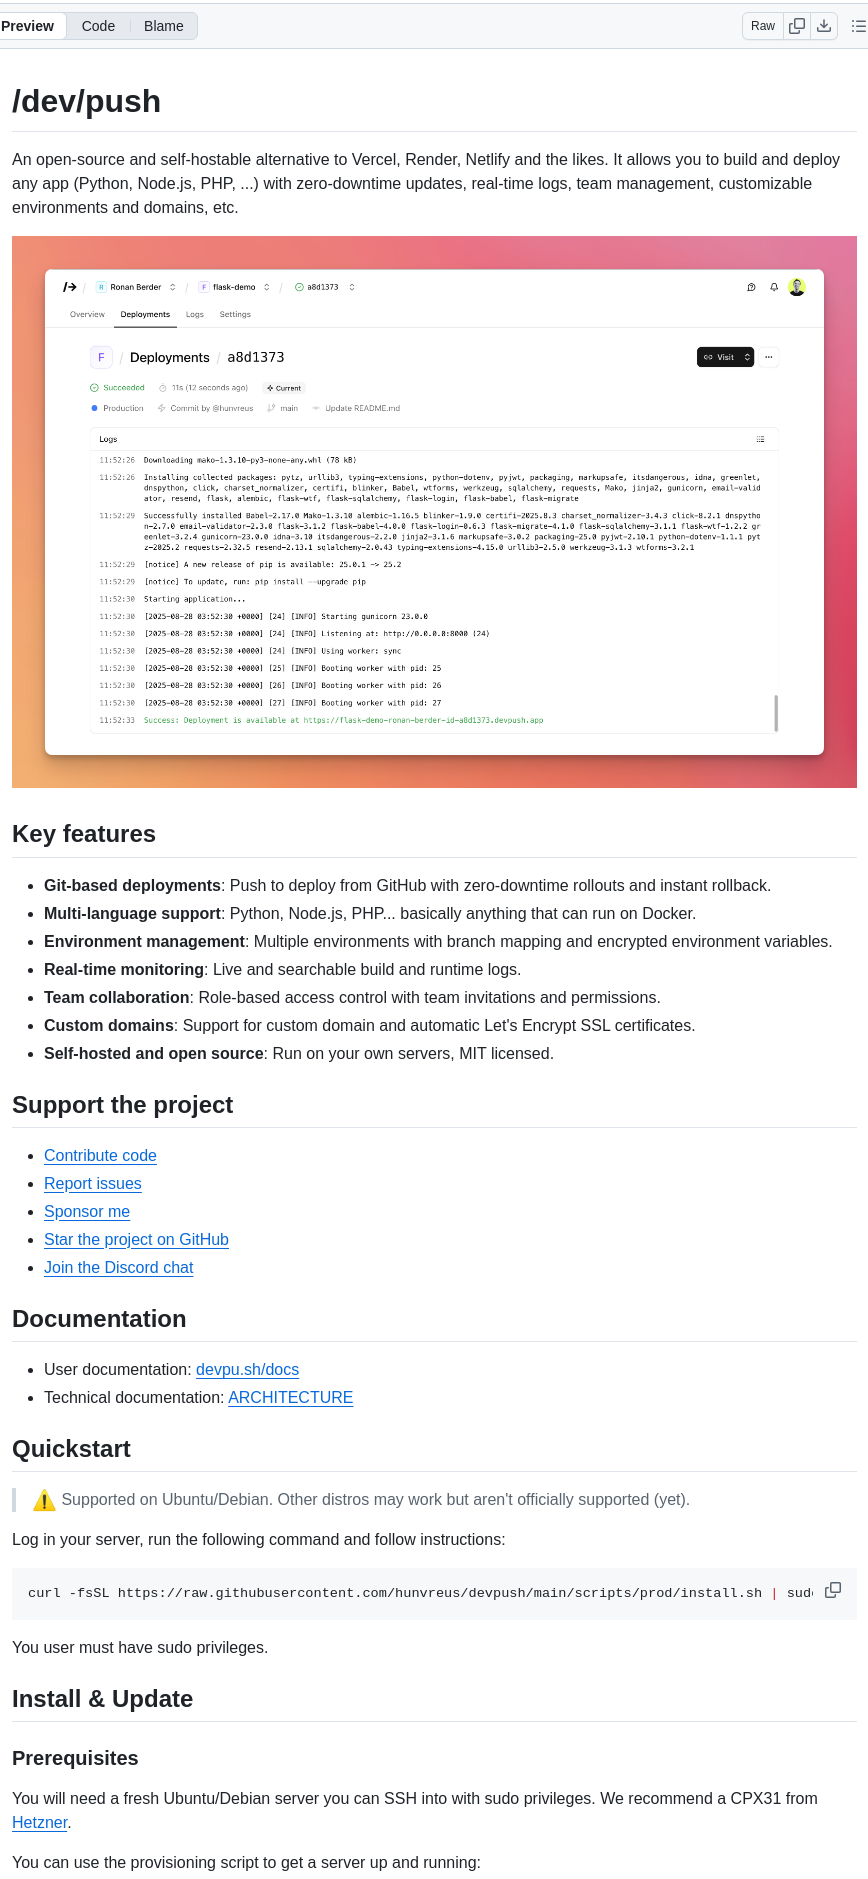 Preview Code Blame Raw
/dev/push
An open-source and self-hostable alternative to Vercel, Render, Netlify and the likes. It allows you to build and deploy
any app (Python, Node.js, PHP, ...) with zero-downtime updates, real-time logs, team management, customizable
environments and domains, etc.
/ R Ronan Berder / F flask-demo / a8d1373
Overview Deployments Logs Settings
F / Deployments / a8d1373 Visit
Succeeded 11s (12 seconds ago) Current
Production Commit by @hunvreus main Update README.md
Logs
11:52:26 Downloading mako-1.3.10-py3-none-any.whl (78 kB)
11:52:26 Installing collected packages: pytz, urllib3, typing-extensions, python-dotenv, pyjwt, packaging, markupsafe, itsdangerous, idna, greenlet,
dnspython, click, charset_normalizer, certifi, blinker, Babel, wtforms, werkzeug, sqlalchemy, requests, Mako, jinja2, gunicorn, email-valid
ator, resend, flask, alembic, flask-wtf, flask-sqlalchemy, flask-login, flask-babel, flask-migrate
11:52:29 Successfully installed Babel-2.17.0 Mako-1.3.10 alembic-1.16.5 blinker-1.9.0 certifi-2025.8.3 charset_normalizer-3.4.3 click-8.2.1 dnspytho
n-2.7.0 email-validator-2.3.0 flask-3.1.2 flask-babel-4.0.0 flask-login-0.6.3 flask-migrate-4.1.0 flask-sqlalchemy-3.1.1 flask-wtf-1.2.2 gr
eenlet-3.2.4 gunicorn-23.0.0 idna-3.10 itsdangerous-2.2.0 jinja2-3.1.6 markupsafe-3.0.2 packaging-25.0 pyjwt-2.10.1 python-dotenv-1.1.1 pyt
z-2025.2 requests-2.32.5 resend-2.13.1 sqlalchemy-2.0.43 typing-extensions-4.15.0 urllib3-2.5.0 werkzeug-3.1.3 wtforms-3.2.1
11:52:29 [notice] A new release of pip is available: 25.0.1 -> 25.2
11:52:29 [notice] To update, run: pip install --upgrade pip
11:52:30 Starting application...
11:52:30 [2025-08-28 03:52:30 +0000] [24] [INFO] Starting gunicorn 23.0.0
11:52:30 [2025-08-28 03:52:30 +0000] [24] [INFO] Listening at: http://0.0.0.0:8000 (24)
11:52:30 [2025-08-28 03:52:30 +0000] [24] [INFO] Using worker: sync
11:52:30 [2025-08-28 03:52:30 +0000] [25] [INFO] Booting worker with pid: 25
11:52:30 [2025-08-28 03:52:30 +0000] [26] [INFO] Booting worker with pid: 26
11:52:30 [2025-08-28 03:52:30 +0000] [27] [INFO] Booting worker with pid: 27
11:52:33 Success: Deployment is available at https://flask-demo-ronan-berder-id-a8d1373.devpush.app
Key features
• Git-based deployments: Push to deploy from GitHub with zero-downtime rollouts and instant rollback.
• Multi-language support: Python, Node.js, PHP... basically anything that can run on Docker.
• Environment management: Multiple environments with branch mapping and encrypted environment variables.
• Real-time monitoring: Live and searchable build and runtime logs.
• Team collaboration: Role-based access control with team invitations and permissions.
• Custom domains: Support for custom domain and automatic Let's Encrypt SSL certificates.
• Self-hosted and open source: Run on your own servers, MIT licensed.
Support the project
• Contribute code
• Report issues
• Sponsor me
• Star the project on GitHub
• Join the Discord chat
Documentation
• User documentation: devpu.sh/docs
• Technical documentation: ARCHITECTURE
Quickstart
⚠️ Supported on Ubuntu/Debian. Other distros may work but aren't officially supported (yet).
Log in your server, run the following command and follow instructions:
curl -fsSL https://raw.githubusercontent.com/hunvreus/devpush/main/scripts/prod/install.sh | sud
You user must have sudo privileges.
Install & Update
Prerequisites
You will need a fresh Ubuntu/Debian server you can SSH into with sudo privileges. We recommend a CPX31 from
Hetzner.
You can use the provisioning script to get a server up and running: